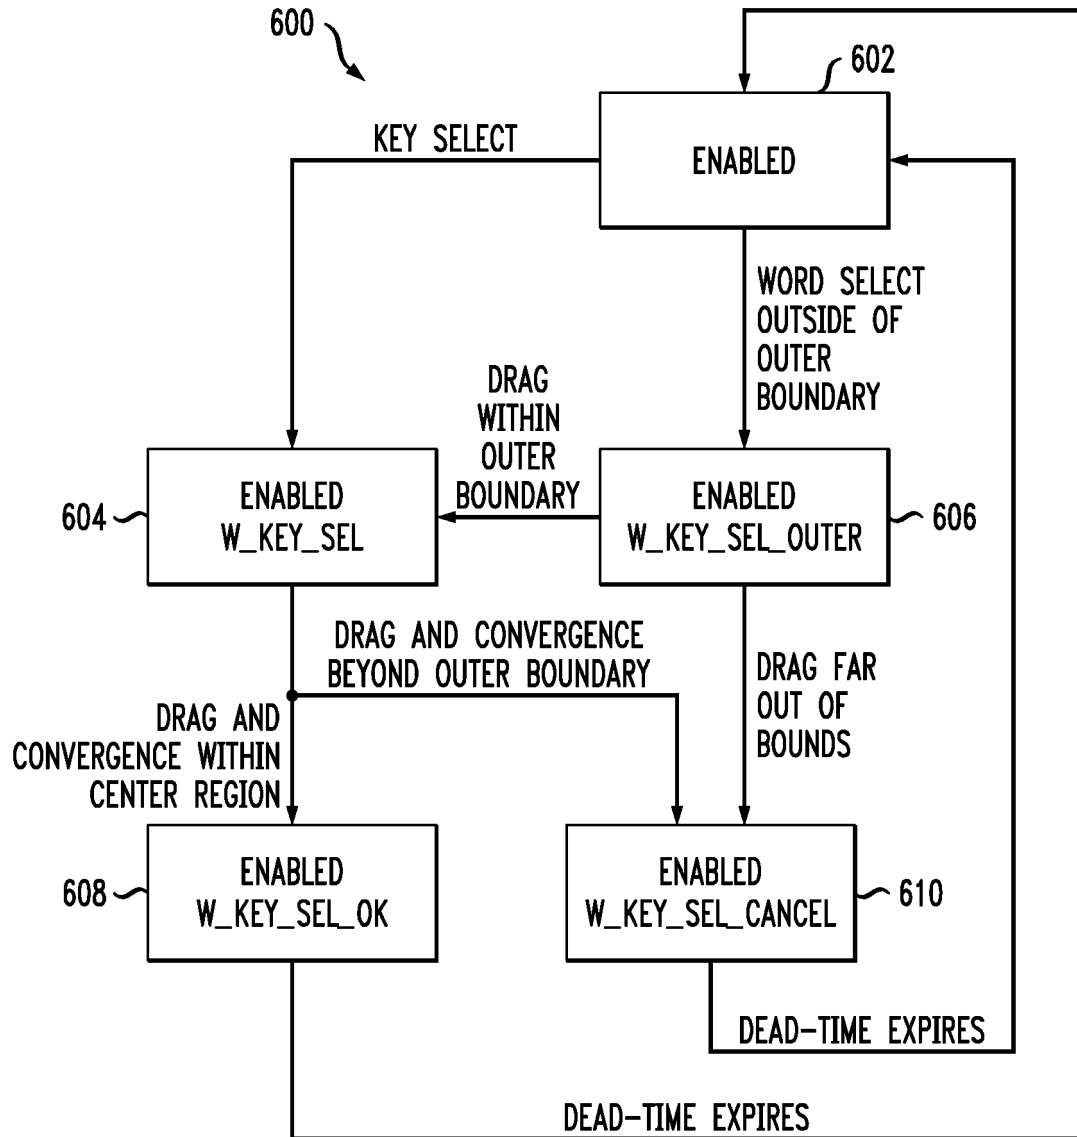 600
602
KEY SELECT
ENABLED
WORD SELECT
OUTSIDE OF
OUTER
BOUNDARY
DRAG
WITHIN
OUTER
BOUNDARY
604
ENABLED
W_KEY_SEL
ENABLED
W_KEY_SEL_OUTER
606
DRAG AND CONVERGENCE
BEYOND OUTER BOUNDARY
DRAG FAR
OUT OF
BOUNDS
DRAG AND
CONVERGENCE WITHIN
CENTER REGION
608
ENABLED
W_KEY_SEL_OK
ENABLED
W_KEY_SEL_CANCEL
610
DEAD-TIME EXPIRES
DEAD-TIME EXPIRES